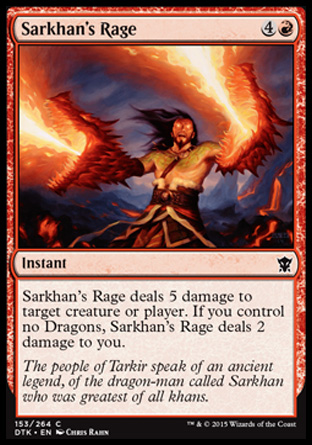 Sarkhan's Rage 4
Instant
Sarkhan's Rage deals 5 damage to
target creature or player. If you control
no Dragons, Sarkhan's Rage deals 2
damage to you.
The people of Tarkir speak of an ancient
legend, of the dragon-man called Sarkhan
who was greatest of all khans.
153/264 C
DTK • EN Chris Rahn
™ & © 2015 Wizards of the Coast